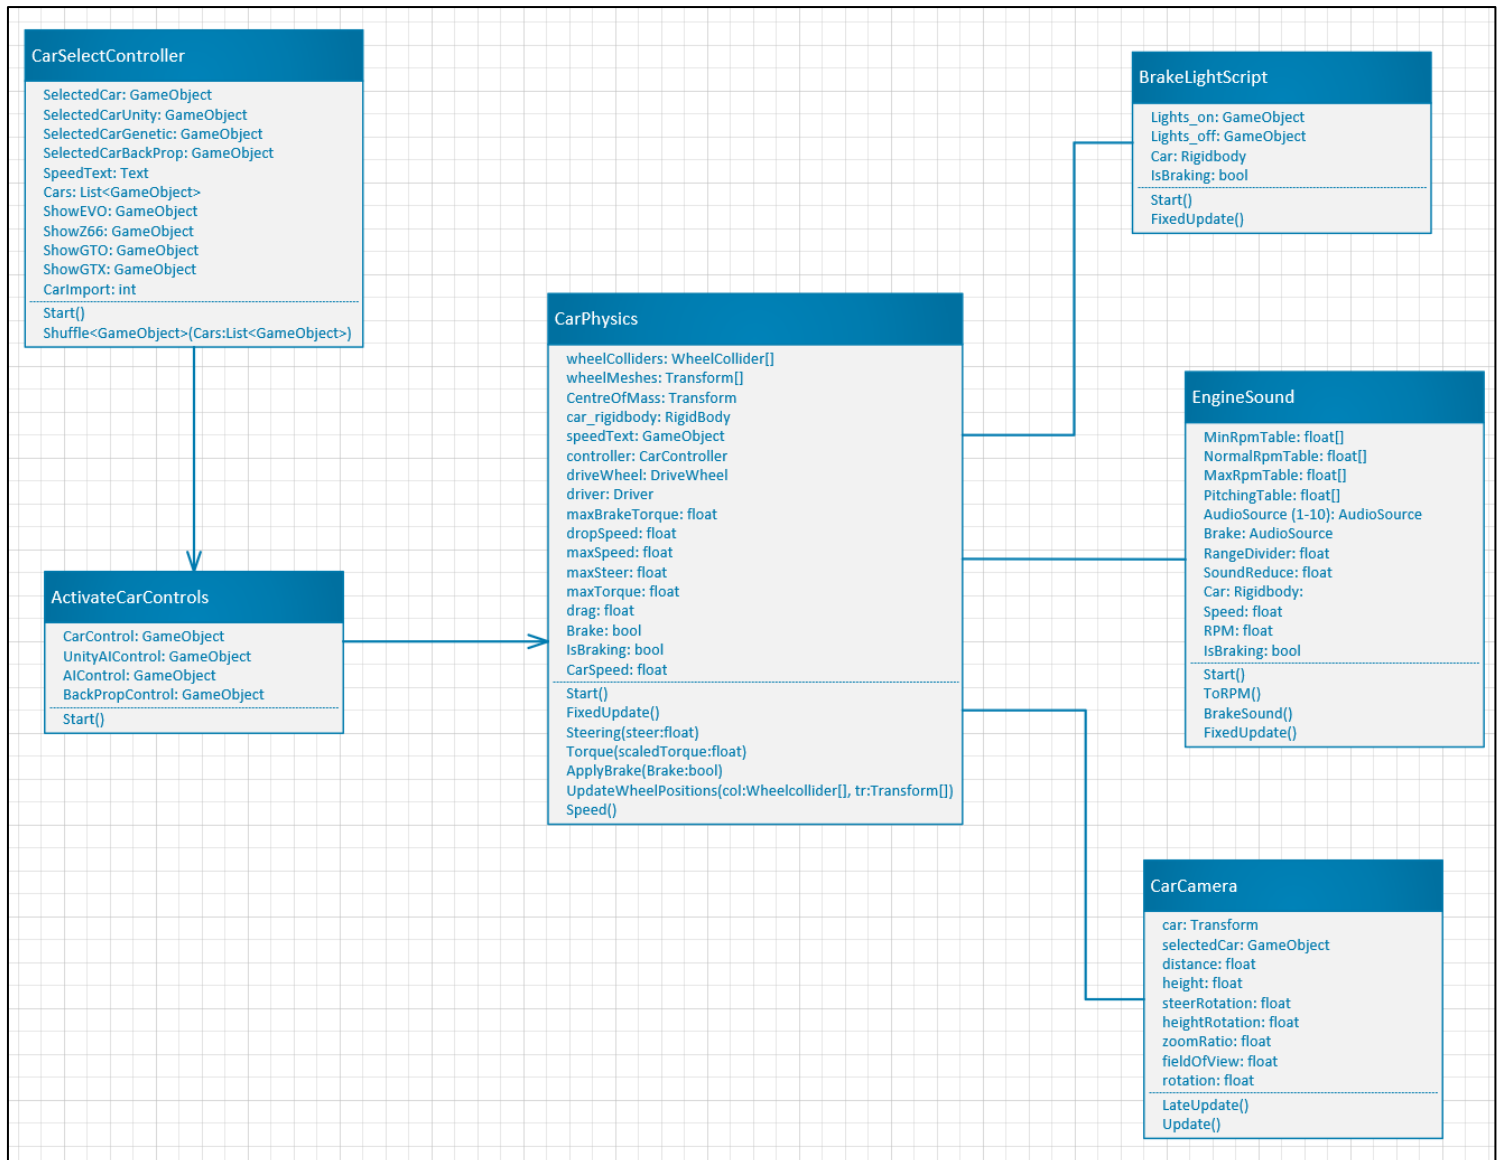 CarSelectController
SelectedCar: GameObject
SelectedCarUnity: GameObject
SelectedCarGenetic: GameObject
SelectedCarBackProp: GameObject
SpeedText: Text
Cars: List<GameObject>
ShowEVO: GameObject
ShowZ66: GameObject
ShowGTO: GameObject
ShowGTX: GameObject
CarImport: int
Start()
Shuffle<GameObject>(Cars:List<GameObject>)
ActivateCarControls
CarControl: GameObject
UnityAIControl: GameObject
AIControl: GameObject
BackPropControl: GameObject
Start()
CarPhysics
wheelColliders: WheelCollider[]
wheelMeshes: Transform[]
CentreOfMass: Transform
car_rigidbody: RigidBody
speedText: GameObject
controller: CarController
driveWheel: DriveWheel
driver: Driver
maxBrakeTorque: float
dropSpeed: float
maxSpeed: float
maxSteer: float
maxTorque: float
drag: float
Brake: bool
IsBraking: bool
CarSpeed: float
Start()
FixedUpdate()
Steering(steer:float)
Torque(scaledTorque:float)
ApplyBrake(Brake:bool)
UpdateWheelPositions(col:Wheelcollider[], tr:Transform[])
Speed()
BrakeLightScript
Lights_on: GameObject
Lights_off: GameObject
Car: Rigidbody
IsBraking: bool
Start()
FixedUpdate()
EngineSound
MinRpmTable: float[]
NormalRpmTable: float[]
MaxRpmTable: float[]
PitchingTable: float[]
AudioSource (1-10): AudioSource
Brake: AudioSource
RangeDivider: float
SoundReduce: float
Car: Rigidbody:
Speed: float
RPM: float
IsBraking: bool
Start()
ToRPM()
BrakeSound()
FixedUpdate()
CarCamera
car: Transform
selectedCar: GameObject
distance: float
height: float
steerRotation: float
heightRotation: float
zoomRatio: float
fieldOfView: float
rotation: float
LateUpdate()
Update()